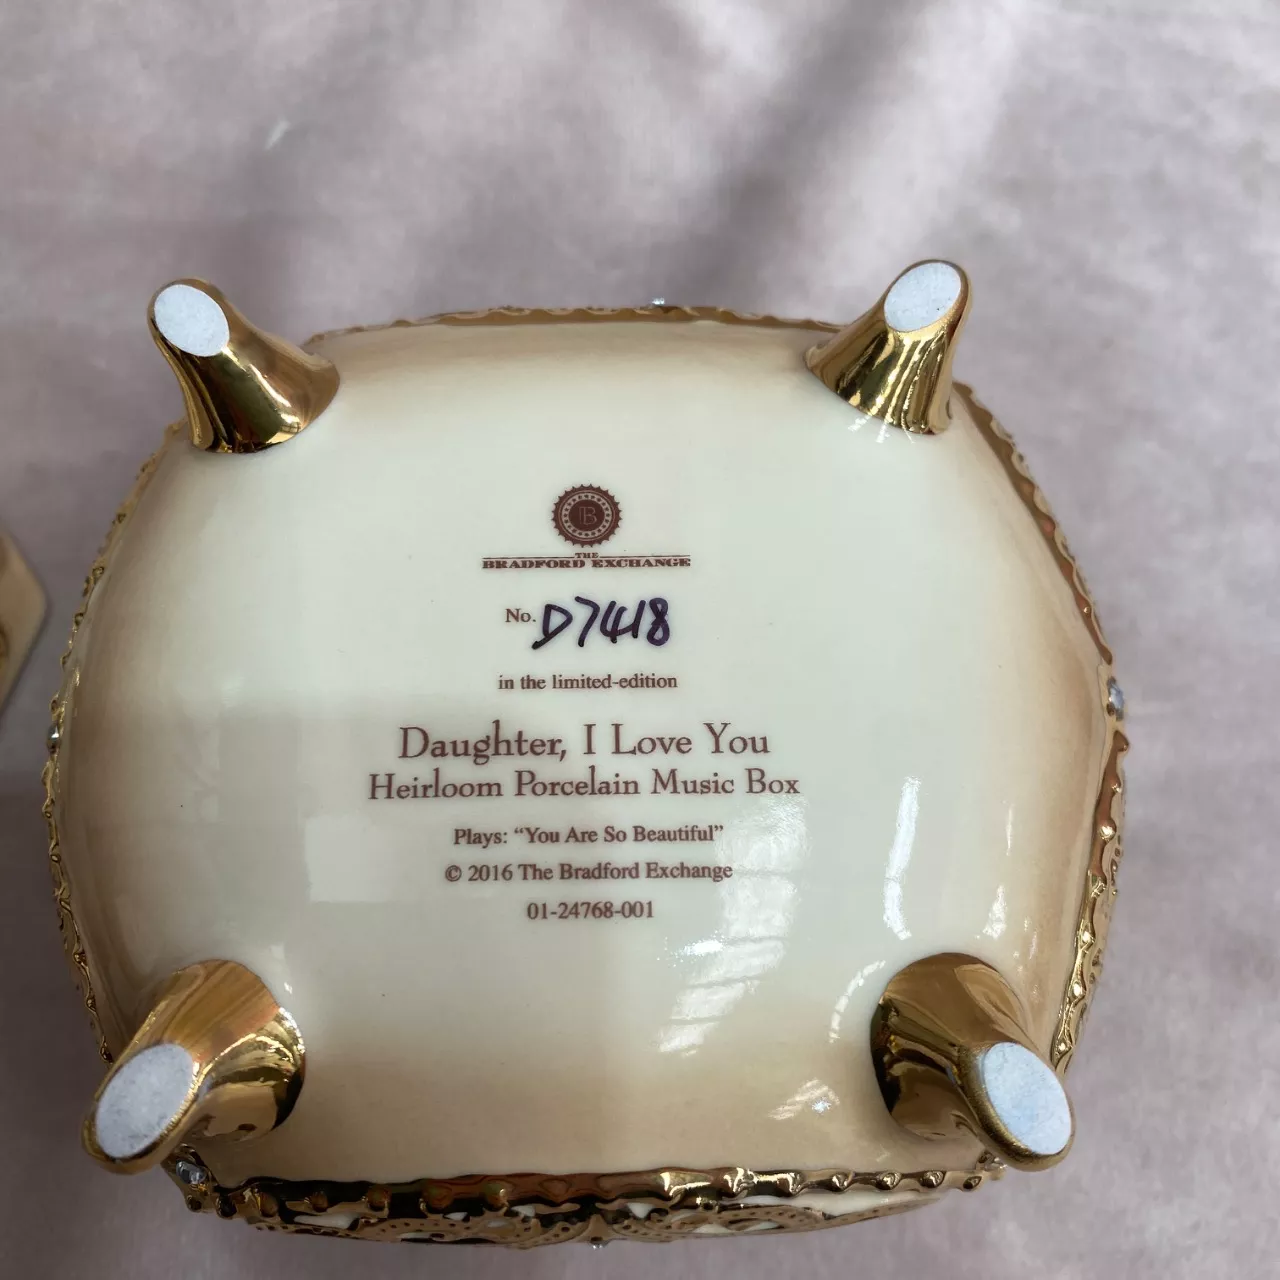 B
THE
BRADFORD EXCHANGE
No. D7418
in the limited-edition
Daughter, I Love You
Heirloom Porcelain Music Box
Plays: “You Are So Beautiful”
© 2016 The Bradford Exchange
01-24768-001